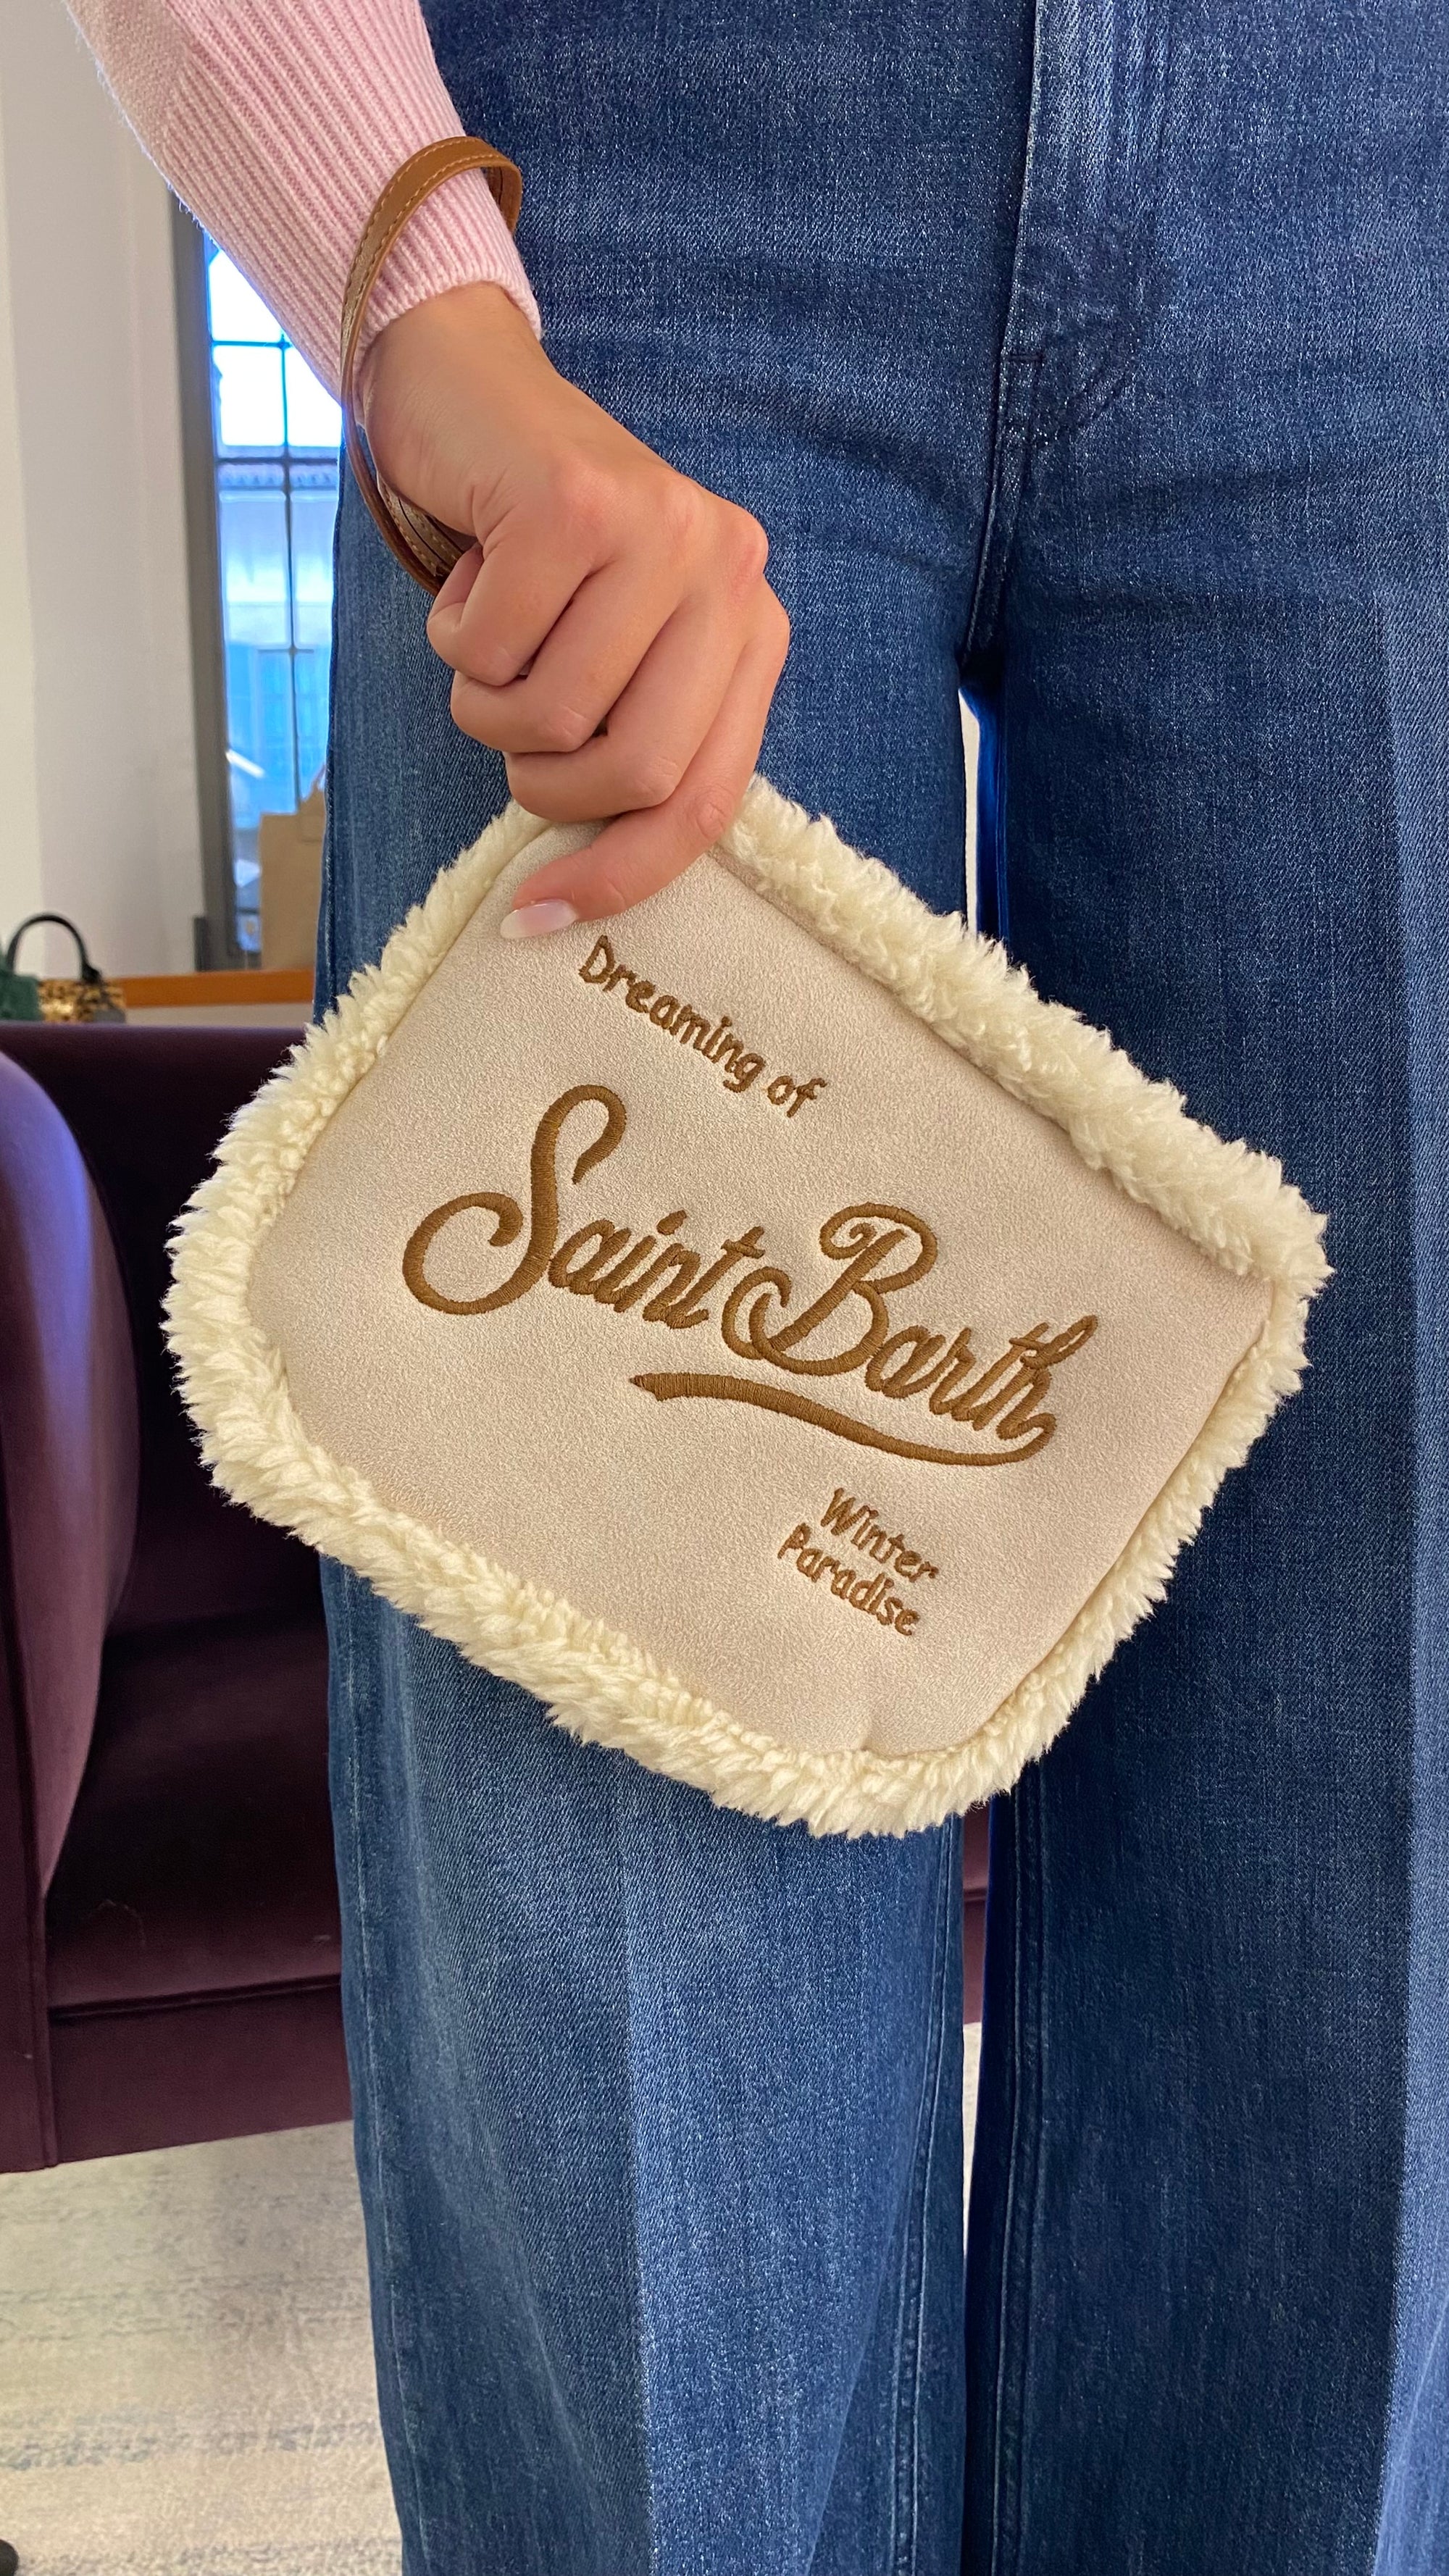 Dreaming of
Saint Barth
Winter
Paradise